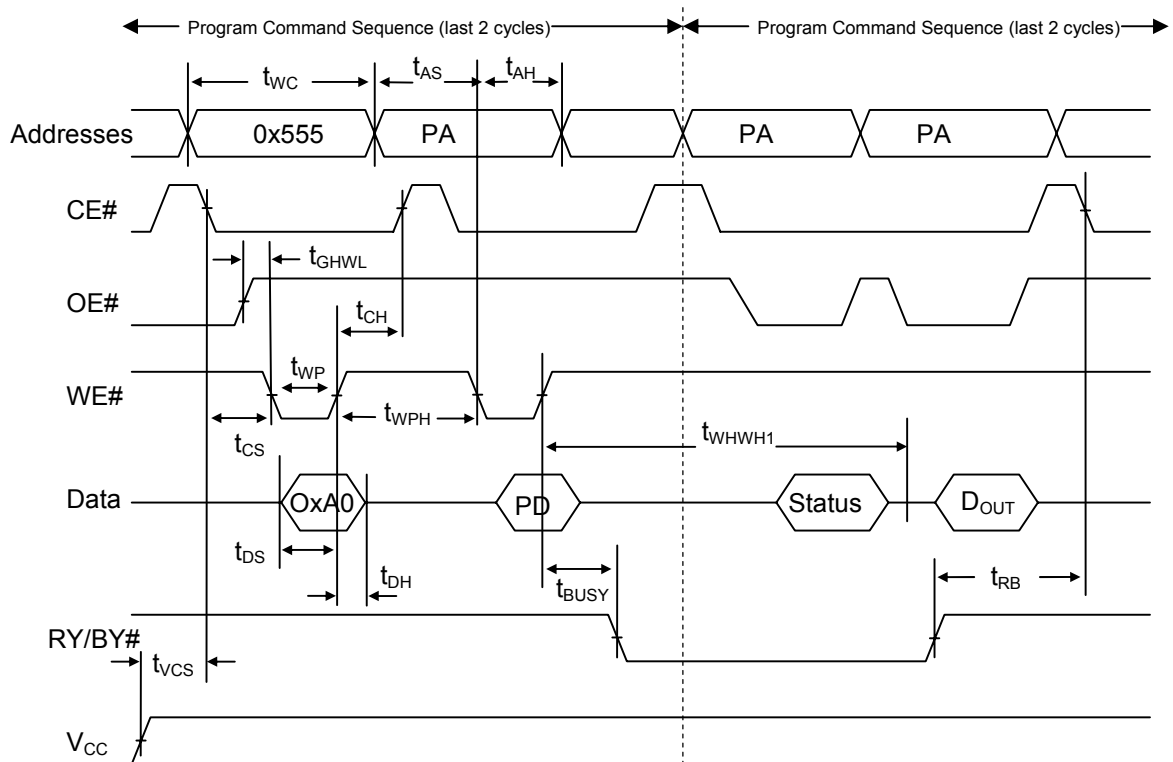 Program Command Sequence (last 2 cycles) Program Command Sequence (last 2 cycles)
tWC tAS tAH
Addresses 0x555 PA PA PA
CE#
tGHWL
OE#
tCH
tWP
WE#
tWPH
tCS tWHWH1
Data OxA0 PD Status DOUT
tDS tDH tBUSY tRB
RY/BY#
tVCS
VCC